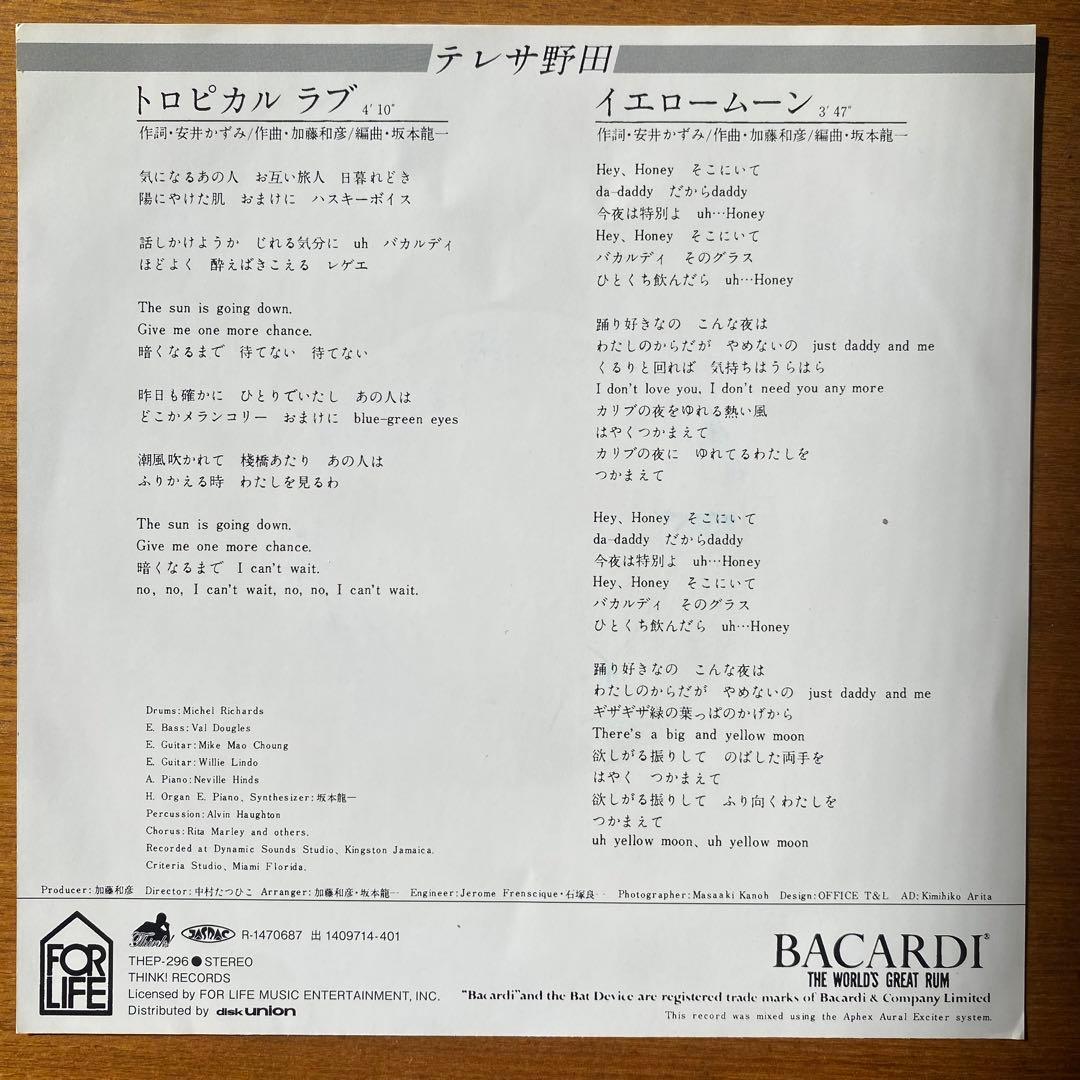 テレサ野田
トロピカル ラブ 4' 10"
作詞・安井かずみ/作曲・加藤和彦/編曲・坂本龍一
気になるあの人 お互い旅人 日暮れどき
陽にやけた肌 おまけに ハスキーボイス
話しかけようか じれる気分に uh バカルディ
ほどよく 酔えばきこえる レゲエ
The sun is going down.
Give me one more chance.
暗くなるまで 待てない 待てない
昨日も確かに ひとりでいたし あの人は
どこかメランコリー おまけに blue-green eyes
潮風吹かれて 棧橋あたり あの人は
ふりかえる時 わたしを見るわ
The sun is going down.
Give me one more chance.
暗くなるまで I can't wait.
no, no, I can't wait, no, no, I can't wait.
Drums:Michel Richards
E. Bass:Val Dougles
E. Guitar:Mike Mao Choung
E. Guitar:Willie Lindo
A. Piano:Neville Hinds
H. Organ E. Piano、Synthesizer:坂本龍一
Percussion:Alvin Haughton
Chorus:Rita Marley and others.
Recorded at Dynamic Sounds Studio、Kingston Jamaica.
Criteria Studio、Miami Florida.
イエロームーン 3' 47"
作詞・安井かずみ/作曲・加藤和彦/編曲・坂本龍一
Hey、Honey そこにいて
da-daddy だからdaddy
今夜は特別よ uh…Honey
Hey、Honey そこにいて
バカルディ そのグラス
ひとくち飲んだら uh…Honey
踊り好きなの こんな夜は
わたしのからだが やめないの just daddy and me
くるりと回れば 気持ちはうらはら
I don't love you, I don't need you any more
カリブの夜をゆれる熱い風
はやくつかまえて
カリブの夜に ゆれてるわたしを
つかまえて
Hey、Honey そこにいて
da-daddy だからdaddy
今夜は特別よ uh…Honey
Hey、Honey そこにいて
バカルディ そのグラス
ひとくち飲んだら uh…Honey
踊り好きなの こんな夜は
わたしのからだが やめないの just daddy and me
ギザギザ緑の葉っぱのかげから
There's a big and yellow moon
欲しがる振りして のばした両手を
はやく つかまえて
欲しがる振りして ふり向くわたしを
つかまえて
uh yellow moon、uh yellow moon
Producer:加藤和彦 Director:中村たつひこ Arranger:加藤和彦・坂本龍一 Engineer:Jerome Frenscique・石塚良一 Photographer:Masaaki Kanoh Design:OFFICE T&L AD:Kimihiko Arita
FOR LIFE
Think! JASRAC R-1470687 出 1409714-401
THEP-296●STEREO
THINK! RECORDS
Licensed by FOR LIFE MUSIC ENTERTAINMENT, INC.
Distributed by disk union
BACARDI®
THE WORLD'S GREAT RUM
"Bacardi"and the Bat Device are registered trade marks of Bacardi & Company Limited
This record was mixed using the Aphex Aural Exciter system.